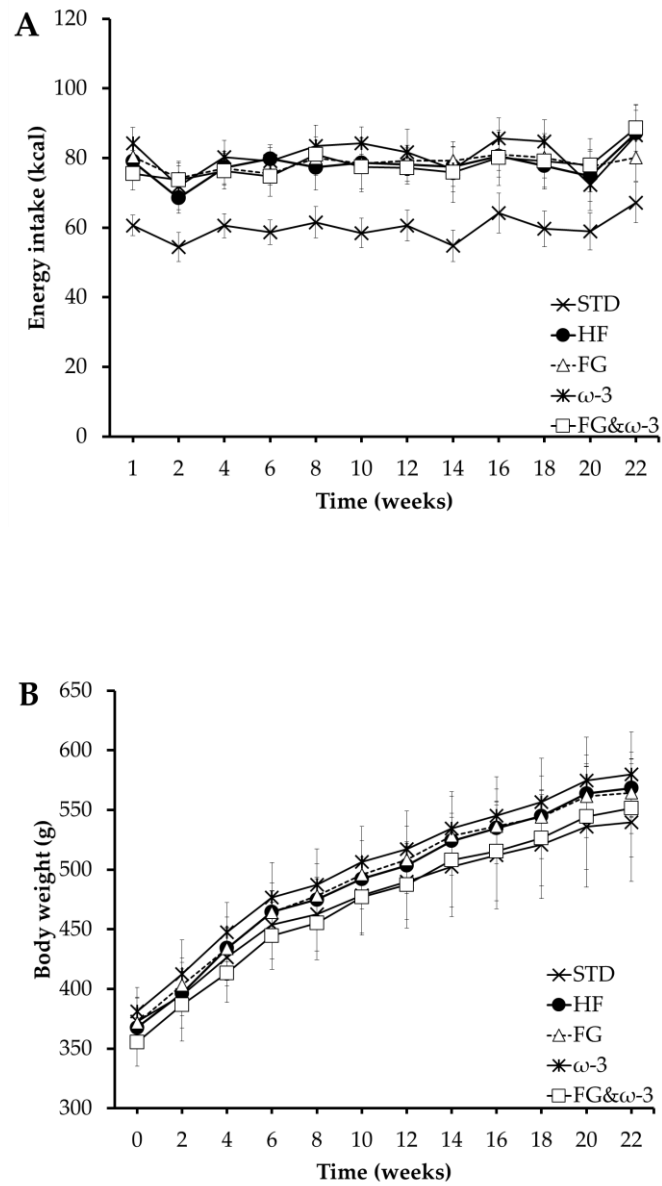 A
120
100
80
60
40
20
0
Energy intake (kcal)
STD
HF
FG
ω-3
FG&ω-3
1 2 4 6 8 10 12 14 16 18 20 22
Time (weeks)
B
650
600
550
500
450
400
350
300
Body weight (g)
STD
HF
FG
ω-3
FG&ω-3
0 2 4 6 8 10 12 14 16 18 20 22
Time (weeks)